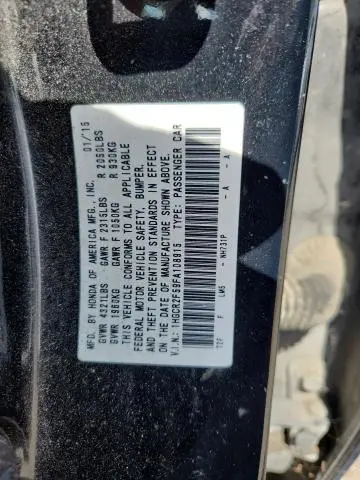 MFD. BY HONDA OF AMERICA MFG., INC. 01/15
GVWR 4321LBS GAWR F 2315LBS R 2050LBS
GVWR 1960KG GAWR F 1050KG R 930KG
THIS VEHICLE CONFORMS TO ALL APPLICABLE
FEDERAL MOTOR VEHICLE SAFETY, BUMPER,
AND THEFT PREVENTION STANDARDS IN EFFECT
ON THE DATE OF MANUFACTURE SHOWN ABOVE.
V.I.N.: 1HGCR2F59FA108915 TYPE: PASSENGER CAR
T2F F LM5 - NH731P - A - A